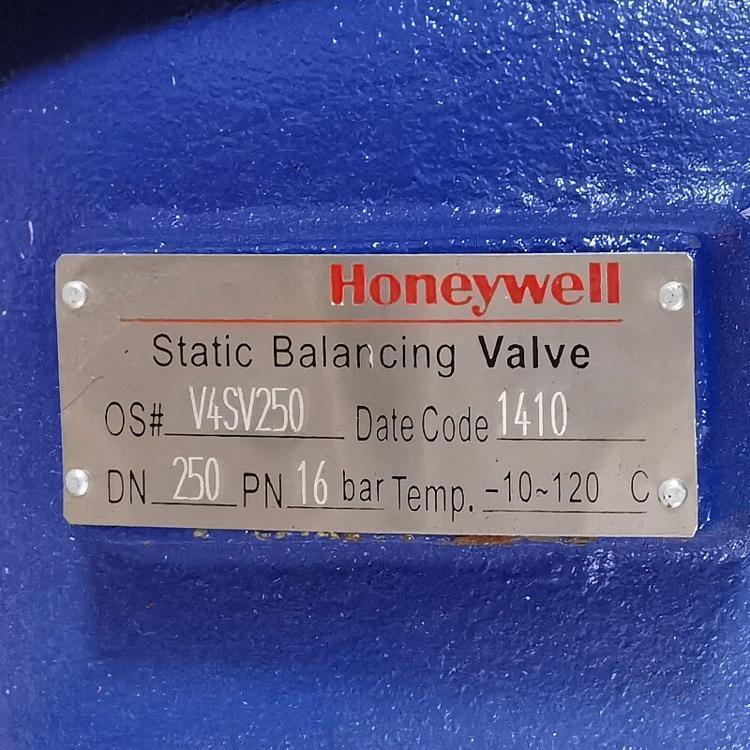 Honeywell
Static Balancing Valve
OS# V4SV250 Date Code 1410
DN 250 PN 16 bar Temp. -10~120 C